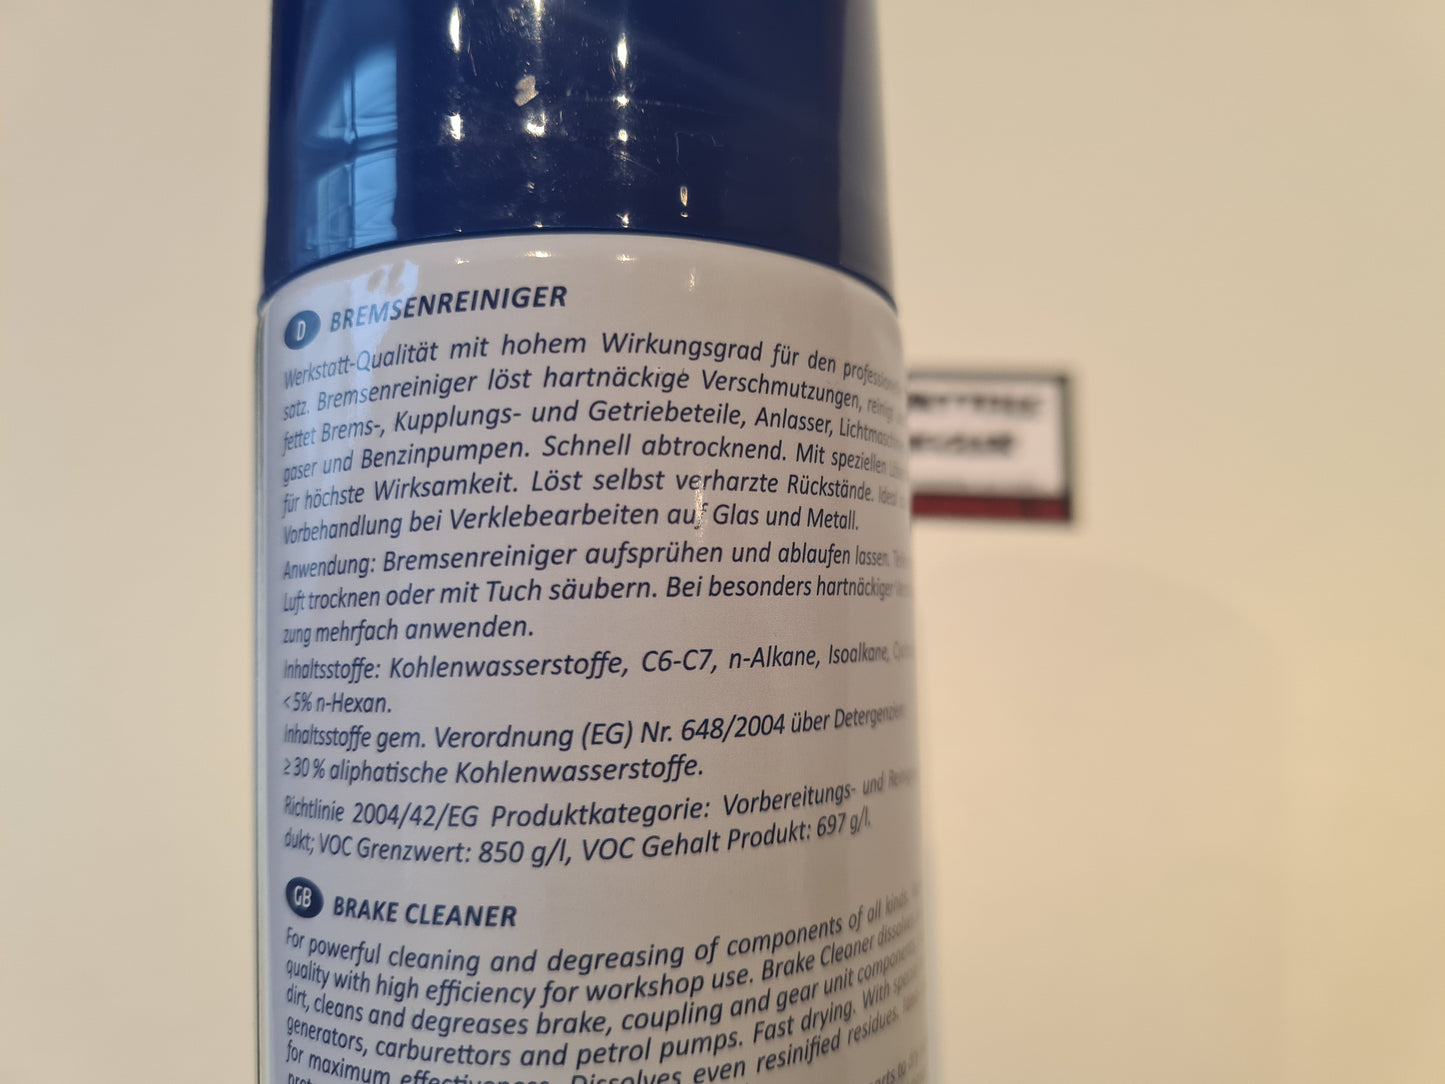 D BREMSENREINIGER
Werkstatt-Qualität mit hohem Wirkungsgrad für den
satz. Bremsenreiniger löst hartnäckige Verschmutzungen,
fettet Brems-, Kupplungs- und Getriebeteile, Anlasser,
gaser und Benzinpumpen. Schnell abtrocknend. Mit speziellen
für höchste Wirksamkeit. Löst selbst verharzte Rückstände.
Vorbehandlung bei Verklebearbeiten auf Glas und Metall.
Anwendung: Bremsenreiniger aufsprühen und ablaufen lassen.
Luft trocknen oder mit Tuch säubern. Bei besonders hartnäckiger
zung mehrfach anwenden.
Inhaltsstoffe: Kohlenwasserstoffe, C6-C7, n-Alkane, Isoalkane,
<5% n-Hexan.
Inhaltsstoffe gem. Verordnung (EG) Nr. 648/2004 über Detergenzien
≥30% aliphatische Kohlenwasserstoffe.
Richtlinie 2004/42/EG Produktkategorie: Vorbereitungs- und
dukt; VOC Grenzwert: 850 g/l, VOC Gehalt Produkt: 697 g/l.
GB BRAKE CLEANER
For powerful cleaning and degreasing of components of all kinds.
quality with high efficiency for workshop use. Brake Cleaner dissolves
dirt, cleans and degreases brake, coupling and gear unit components,
generators, carburettors and petrol pumps. Fast drying. With special
for maximum effectiveness. Dissolves even resinified residues.